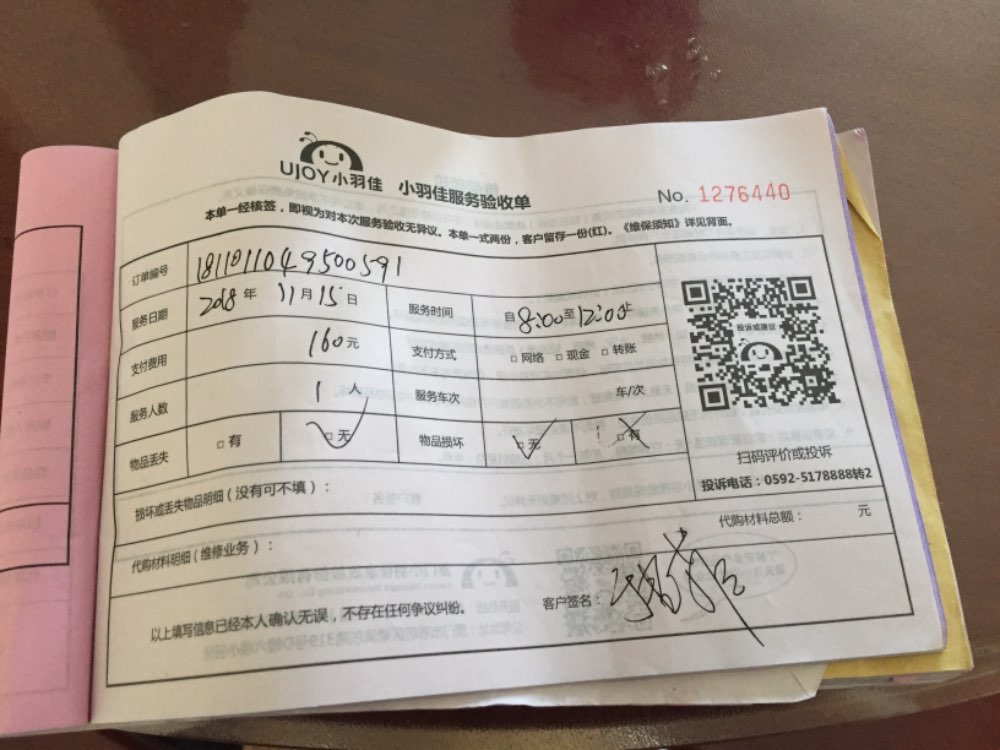 UJOY小羽佳 小羽佳服务验收单
No. 1276440
本单一经核签，即视为对本次服务验收无异议。本单一式两份，客户留存一份(红)。《维保须知》详见背面。
订单编号 1811011049500591
服务日期 2018年 11月15日 服务时间 自8:00至12:00
支付费用 160元 支付方式 □网络 □现金 □转账
服务人数 1人 服务车次 车/次
物品丢失 □有 □无 物品损坏 □无 □有
投诉或建议
扫码评价或投诉
投诉电话：0592-5178888转2
损坏或丢失物品明细(没有可不填)：
代购材料总额： 元
代购材料明细(维修业务)：
客户签名：
以上填写信息已经本人确认无误，不存在任何争议纠纷。